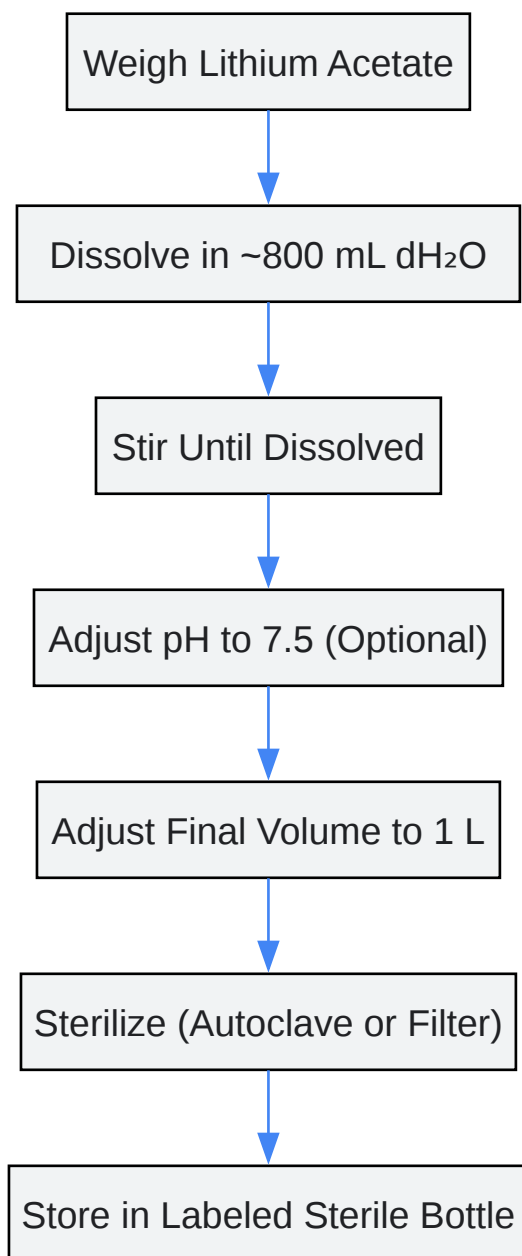 Weigh Lithium Acetate
Dissolve in ~800 mL dH₂O
Stir Until Dissolved
Adjust pH to 7.5 (Optional)
Adjust Final Volume to 1 L
Sterilize (Autoclave or Filter)
Store in Labeled Sterile Bottle